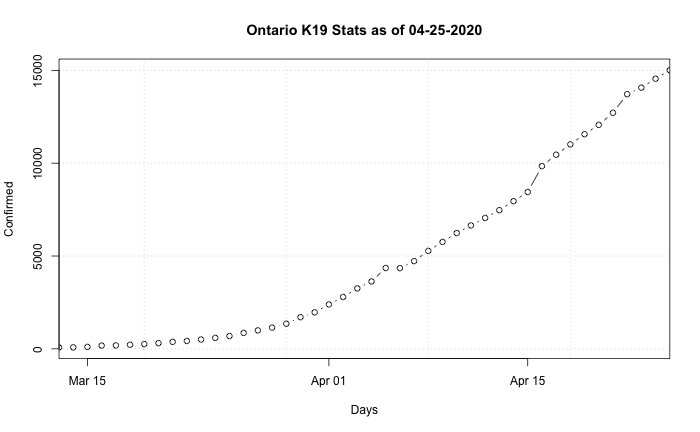 Ontario K19 Stats as of 04-25-2020
15000
10000
5000
0
Confirmed
Mar 15 Apr 01 Apr 15
Days